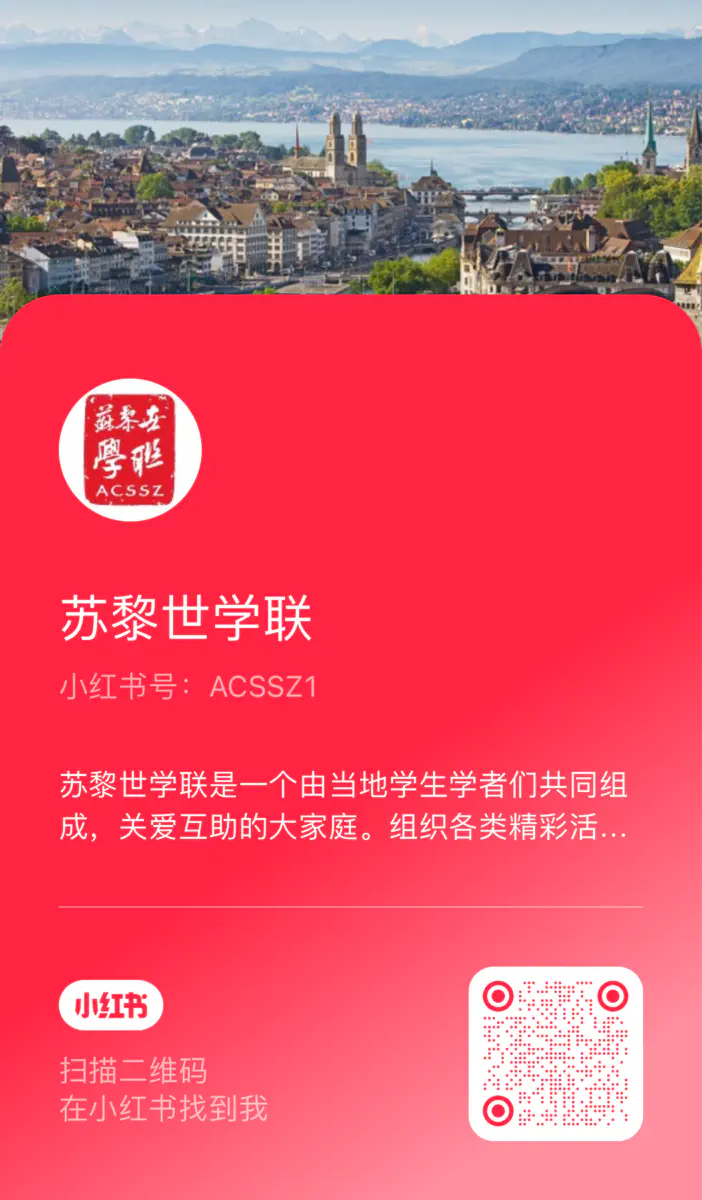 蘇黎世
學联
ACSSZ
苏黎世学联
小红书号：ACSSZ1
苏黎世学联是一个由当地学生学者们共同组
成，关爱互助的大家庭。组织各类精彩活...
小红书
扫描二维码
在小红书找到我